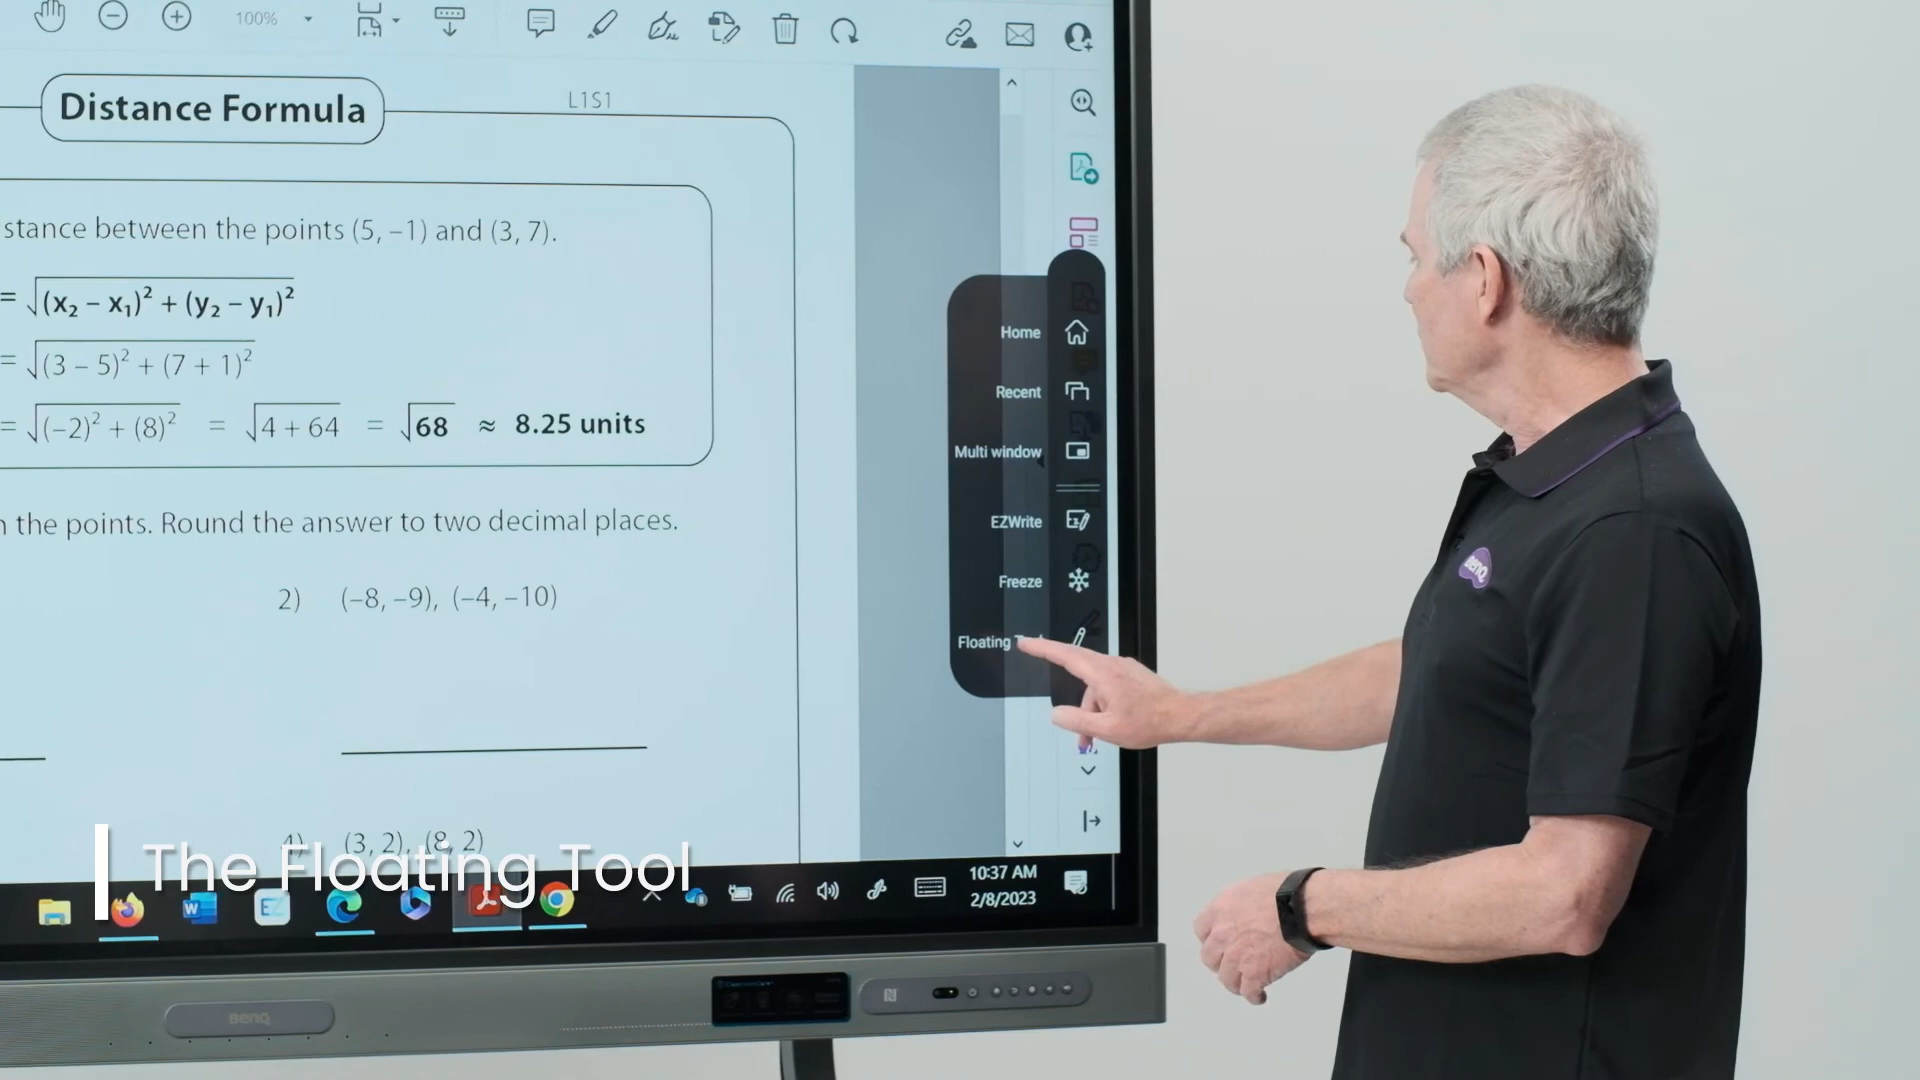 100%
Distance Formula
L1S1
stance between the points (5, –1) and (3, 7).
= √(x₂ – x₁)² + (y₂ – y₁)²
= √(3 – 5)² + (7 + 1)²
= √(–2)² + (8)² = √4 + 64 = √68 ≈ 8.25 units
the points. Round the answer to two decimal places.
2) (–8, –9), (–4, –10)
4) (3, 2), (8, 2)
Home
Recent
Multi window
EZWrite
Freeze
Floating
BenQ
The Floating Tool
W
EZ
10:37 AM
2/8/2023
BenQ